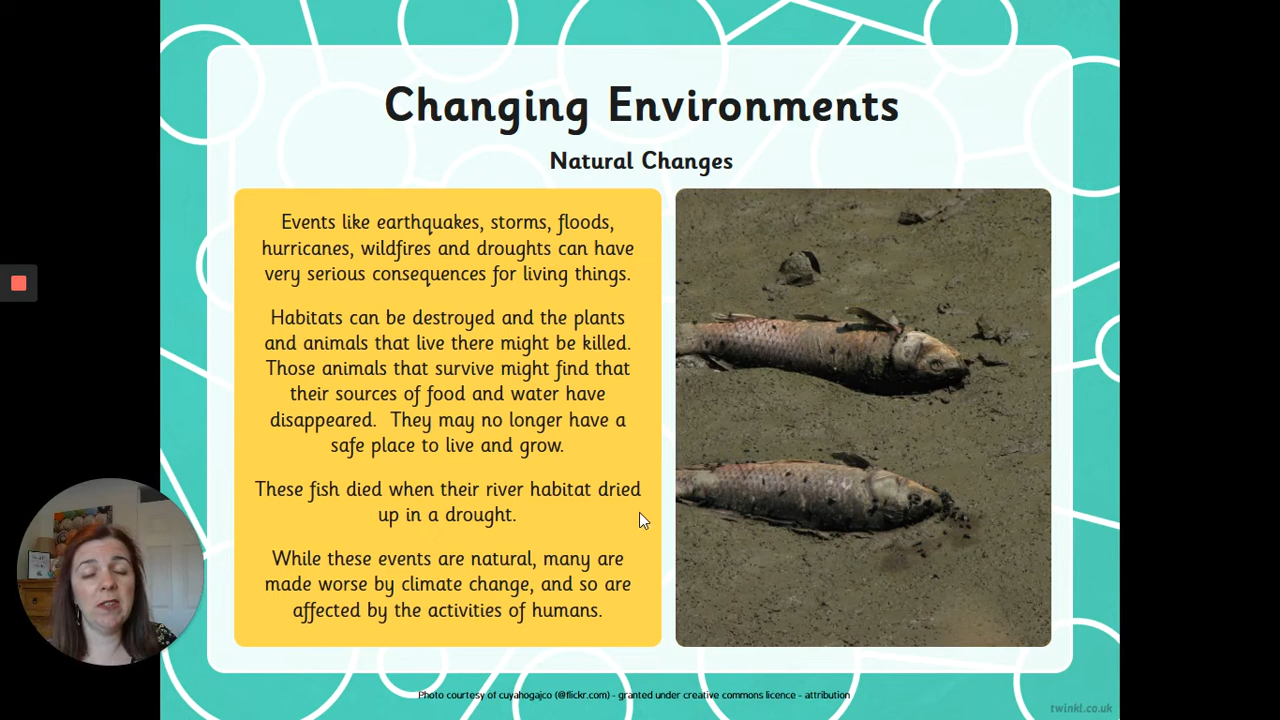 Changing Environments
Natural Changes
Events like earthquakes, storms, floods,
hurricanes, wildfires and droughts can have
very serious consequences for living things.
Habitats can be destroyed and the plants
and animals that live there might be killed.
Those animals that survive might find that
their sources of food and water have
disappeared.  They may no longer have a
safe place to live and grow.
These fish died when their river habitat dried
up in a drought.
While these events are natural, many are
made worse by climate change, and so are
affected by the activities of humans.
Photo courtesy of cuyahogajco (@flickr.com) - granted under creative commons licence - attribution
twinkl.co.uk